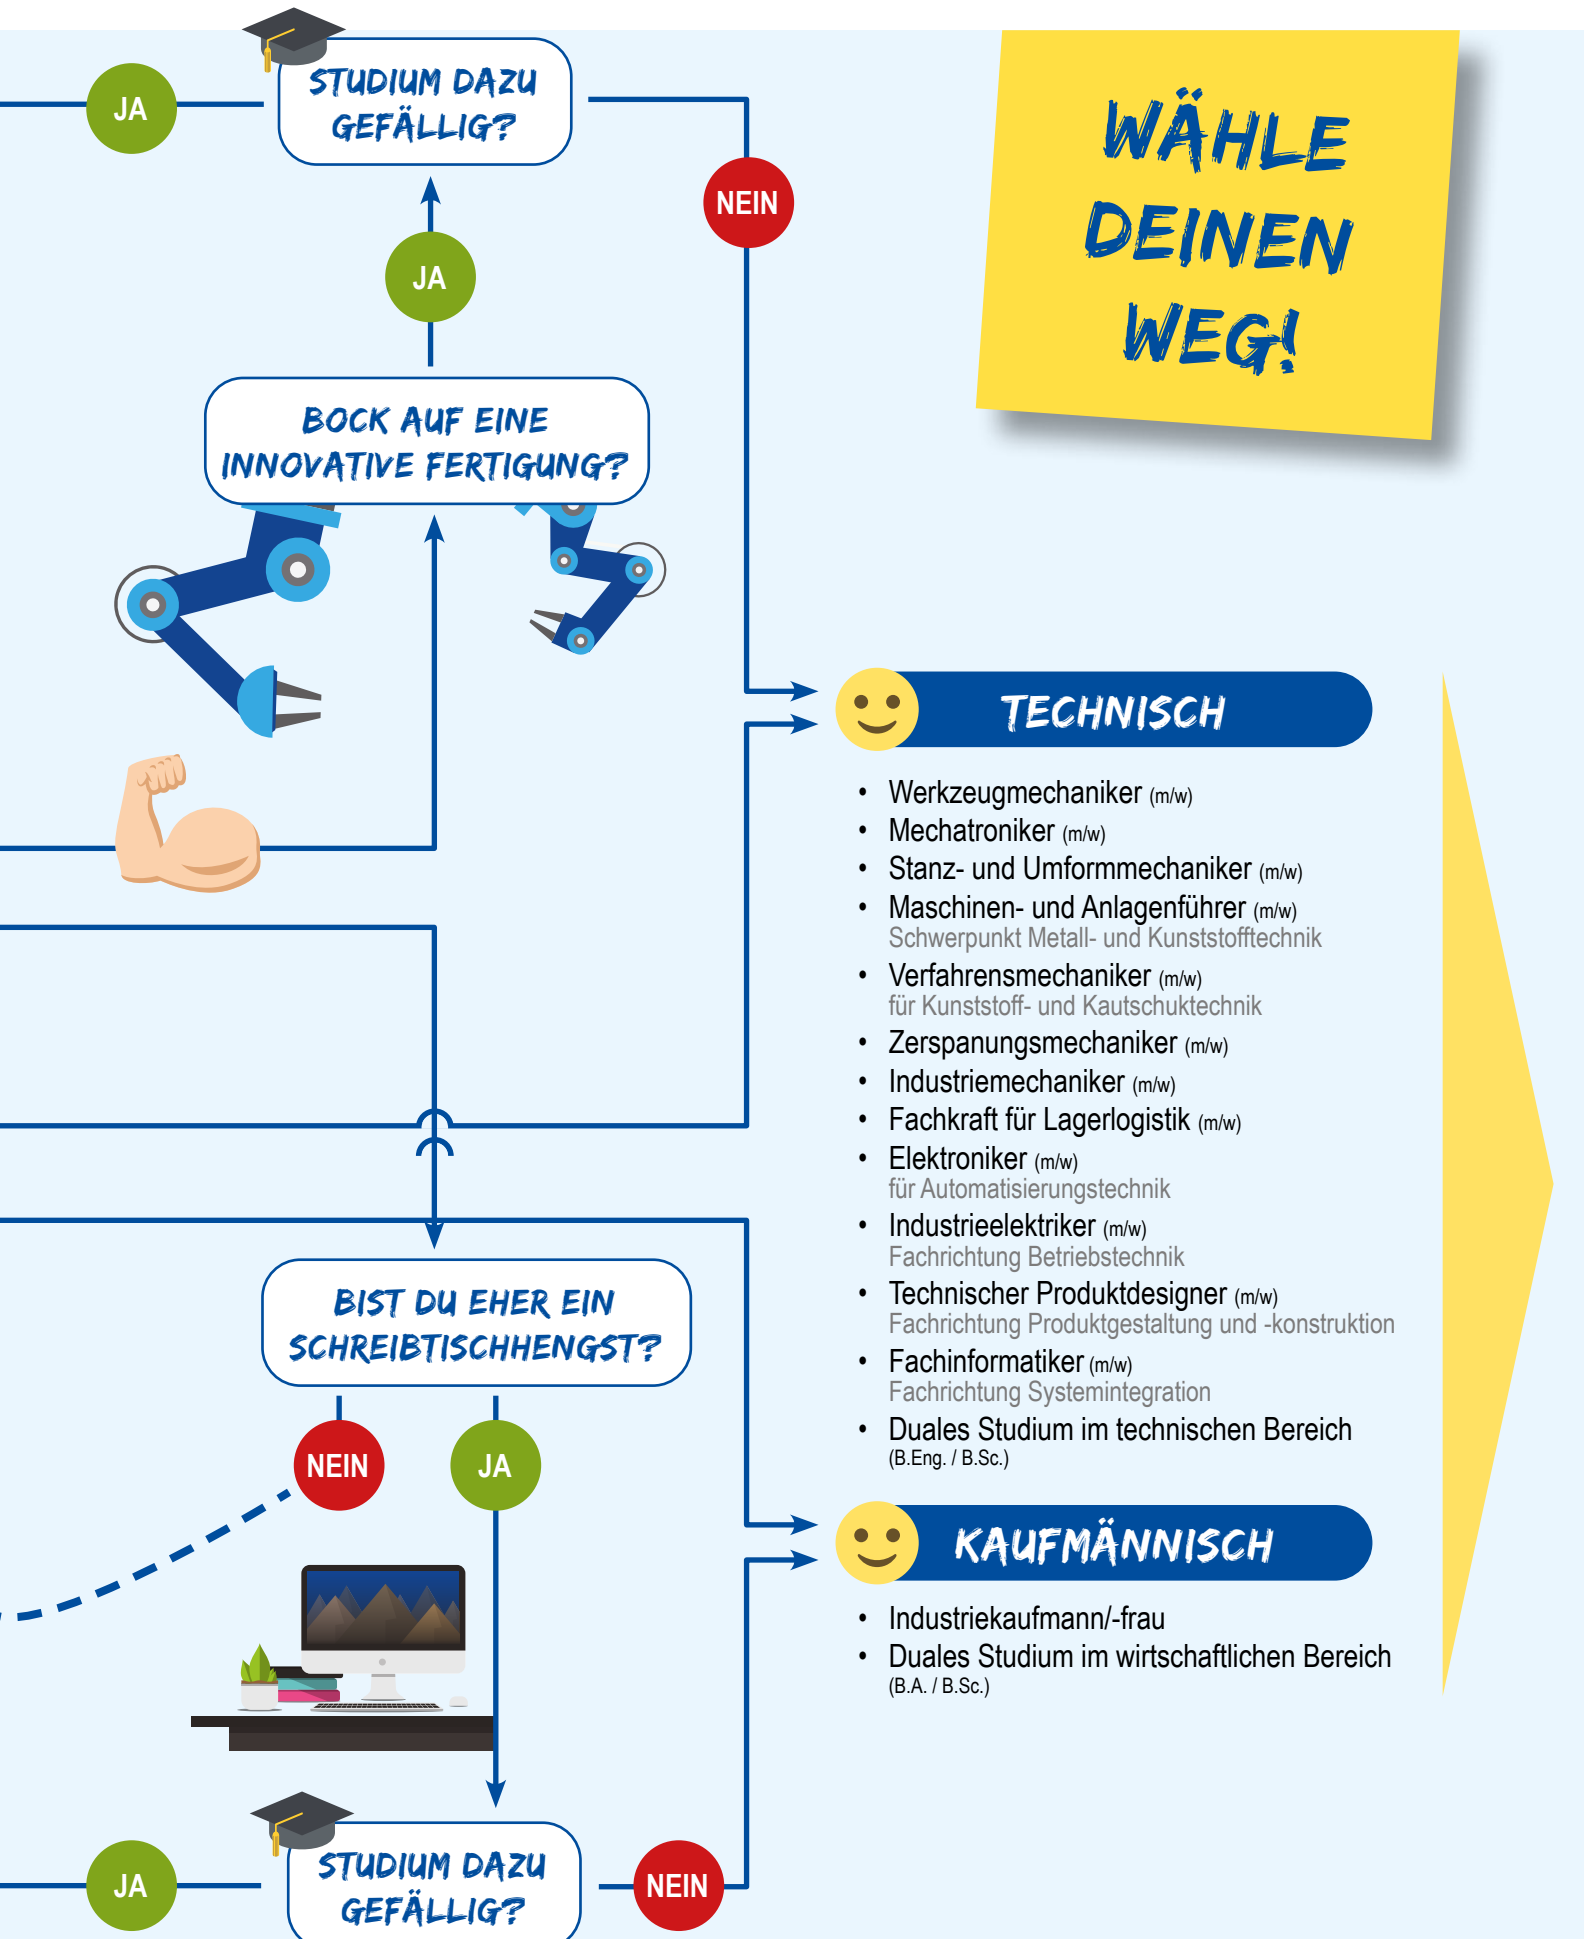 JA
STUDIUM DAZU
GEFÄLLIG?
NEIN
JA
BOCK AUF EINE
INNOVATIVE FERTIGUNG?
WÄHLE
DEINEN
WEG!
TECHNISCH
• Werkzeugmechaniker (m/w)
• Mechatroniker (m/w)
• Stanz- und Umformmechaniker (m/w)
• Maschinen- und Anlagenführer (m/w)
Schwerpunkt Metall- und Kunststofftechnik
• Verfahrensmechaniker (m/w)
für Kunststoff- und Kautschuktechnik
• Zerspanungsmechaniker (m/w)
• Industriemechaniker (m/w)
• Fachkraft für Lagerlogistik (m/w)
• Elektroniker (m/w)
für Automatisierungstechnik
• Industrieelektriker (m/w)
Fachrichtung Betriebstechnik
• Technischer Produktdesigner (m/w)
Fachrichtung Produktgestaltung und -konstruktion
• Fachinformatiker (m/w)
Fachrichtung Systemintegration
• Duales Studium im technischen Bereich
(B.Eng. / B.Sc.)
BIST DU EHER EIN
SCHREIBTISCHHENGST?
NEIN
JA
KAUFMÄNNISCH
• Industriekaufmann/-frau
• Duales Studium im wirtschaftlichen Bereich
(B.A. / B.Sc.)
JA
STUDIUM DAZU
GEFÄLLIG?
NEIN